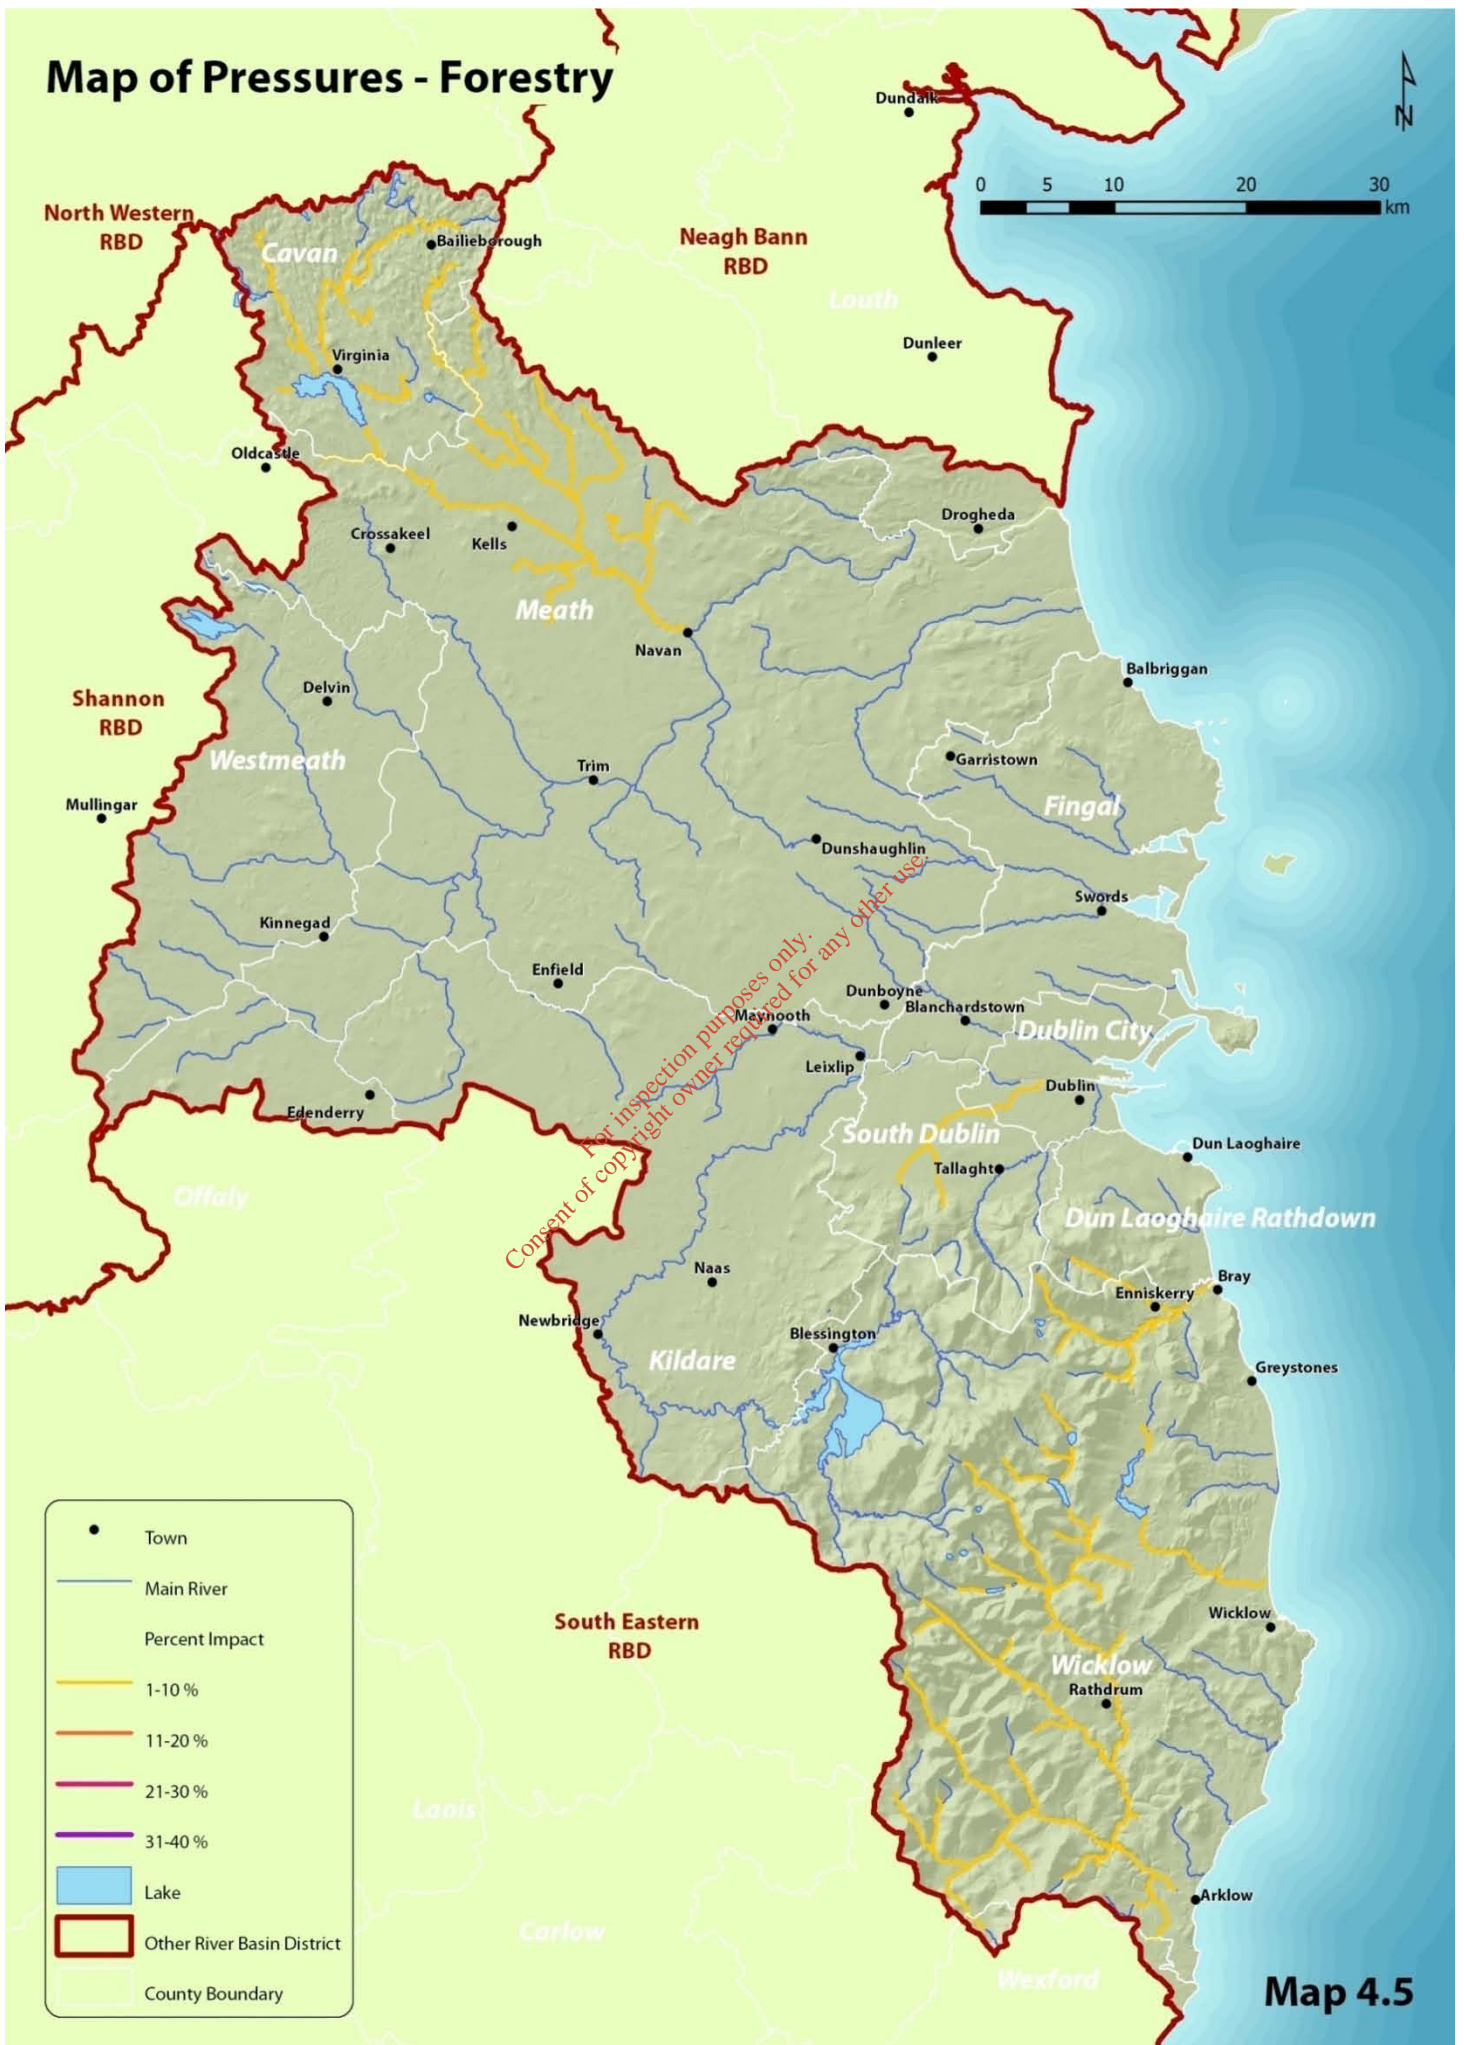 Map of Pressures - Forestry
N
Dundalk
0 5 10 20 30
km
North Western
RBD
Cavan
Bailieborough
Neagh Bann
RBD
Louth
Dunleer
Virginia
Oldcastle
Drogheda
Crossakeel
Kells
Meath
Navan
Balbriggan
Shannon
RBD
Delvin
Westmeath
Garristown
Trim
Mullingar
Fingal
Dunshaughlin
Swords
Kinnegad
Enfield
Dunboyne
Blanchardstown
Maynooth
Dublin City
Leixlip
Dublin
Edenderry
South Dublin
Dun Laoghaire
Tallaght
Offaly
Dun Laoghaire Rathdown
For inspection purposes only.
Consent of copyright owner required for any other use.
Naas
Bray
Enniskerry
Newbridge
Blessington
Kildare
Greystones
South Eastern
RBD
Wicklow
Wicklow
Rathdrum
Laois
Arklow
Carlow
Wexford
Town
Main River
Percent Impact
1-10 %
11-20 %
21-30 %
31-40 %
Lake
Other River Basin District
County Boundary
Map 4.5